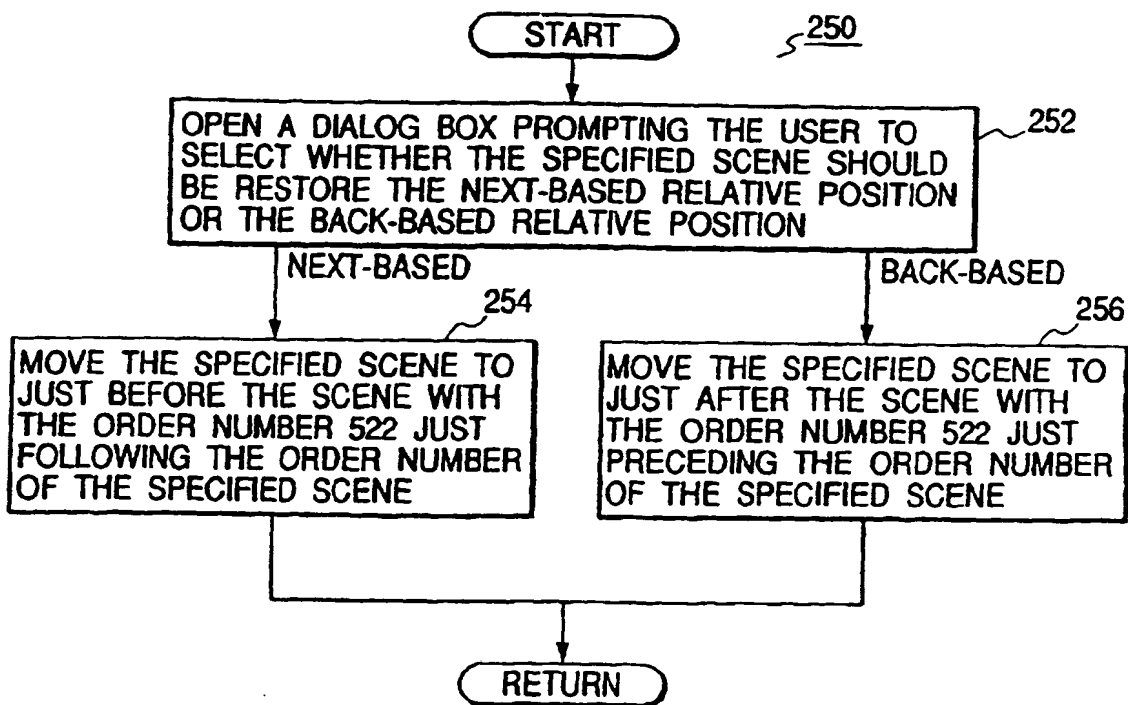 START
250
OPEN A DIALOG BOX PROMPTING THE USER TO
SELECT WHETHER THE SPECIFIED SCENE SHOULD
BE RESTORE THE NEXT-BASED RELATIVE POSITION
OR THE BACK-BASED RELATIVE POSITION
252
NEXT-BASED
BACK-BASED
254
MOVE THE SPECIFIED SCENE TO
JUST BEFORE THE SCENE WITH
THE ORDER NUMBER 522 JUST
FOLLOWING THE ORDER NUMBER
OF THE SPECIFIED SCENE
256
MOVE THE SPECIFIED SCENE TO
JUST AFTER THE SCENE WITH
THE ORDER NUMBER 522 JUST
PRECEDING THE ORDER NUMBER
OF THE SPECIFIED SCENE
RETURN